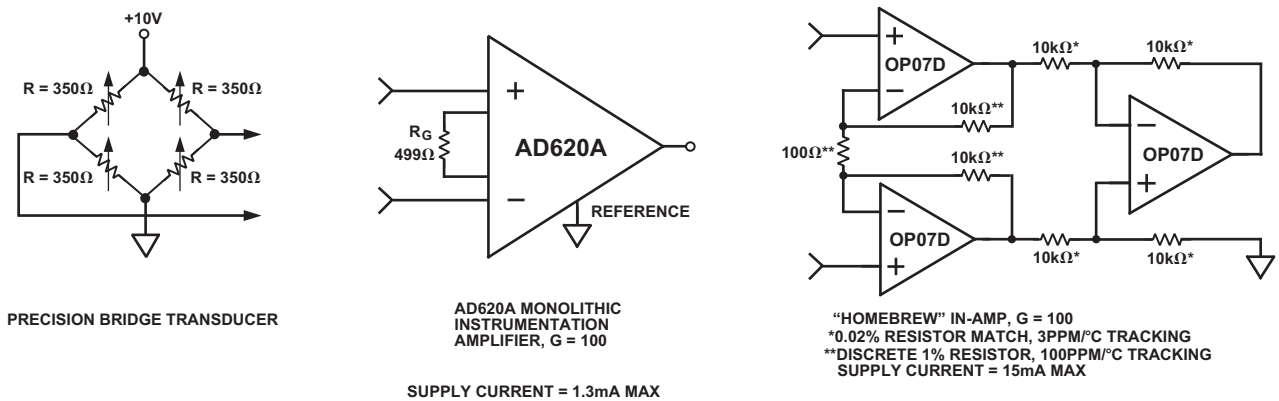 +10V
R = 350Ω
R = 350Ω
R = 350Ω
R = 350Ω
PRECISION BRIDGE TRANSDUCER
+
RG
499Ω
AD620A
−
REFERENCE
AD620A MONOLITHIC
INSTRUMENTATION
AMPLIFIER, G = 100
SUPPLY CURRENT = 1.3mA MAX
+
OP07D
−
10kΩ*
10kΩ*
10kΩ**
100Ω**
10kΩ**
−
OP07D
+
−
OP07D
+
10kΩ*
10kΩ*
“HOMEBREW” IN-AMP, G = 100
*0.02% RESISTOR MATCH, 3PPM/°C TRACKING
**DISCRETE 1% RESISTOR, 100PPM/°C TRACKING
SUPPLY CURRENT = 15mA MAX